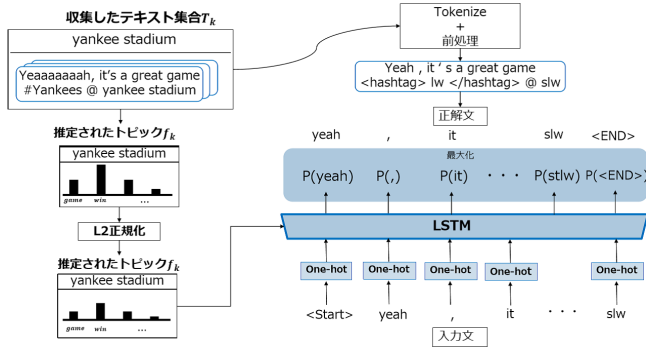 収集したテキスト集合T_k
yankee stadium
Yeaaaaaaah, it's a great game
#Yankees @ yankee stadium
推定されたトピックf_k
yankee stadium
game win ...
L2正規化
推定されたトピックf_k
yankee stadium
game win ...
Tokenize
+
前処理
Yeah , it ' s a great game
<hashtag> lw </hashtag> @ slw
正解文
yeah , it slw <END>
最大化
P(yeah) P(,) P(it) · · · P(stlw) P(<END>)
LSTM
One-hot One-hot One-hot One-hot One-hot
<Start> yeah , it · · · slw
入力文